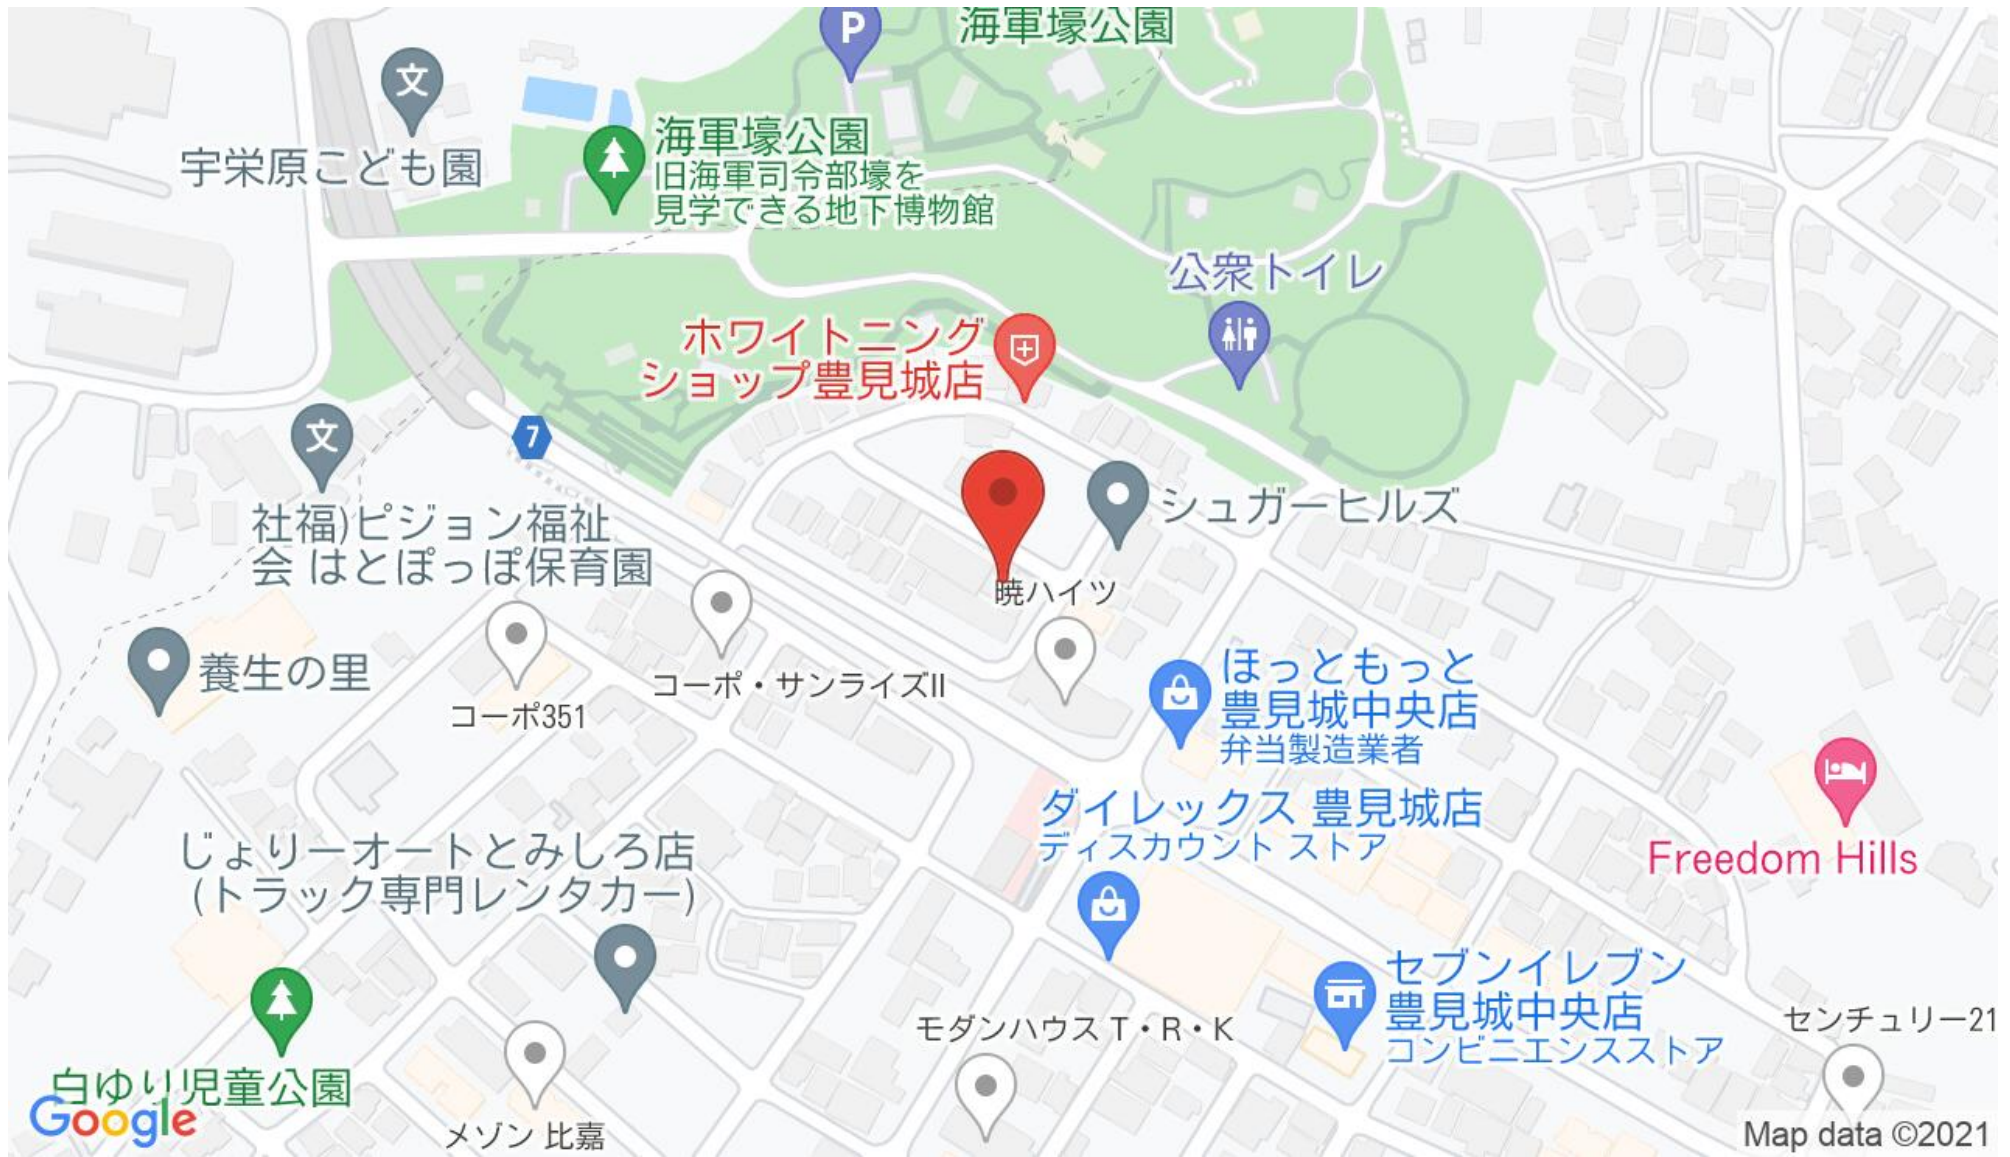 海軍壕公園
P
文
宇栄原こども園
海軍壕公園
旧海軍司令部壕を
見学できる地下博物館
公衆トイレ
ホワイトニング
ショップ豊見城店
文
7
社福)ピジョン福祉
会 はとぽっぽ保育園
シュガーヒルズ
暁ハイツ
養生の里
コーポ351
コーポ・サンライズII
ほっともっと
豊見城中央店
弁当製造業者
ダイレックス 豊見城店
ディスカウント ストア
Freedom Hills
じょりーオートとみしろ店
(トラック専門レンタカー)
セブンイレブン
豊見城中央店
コンビニエンスストア
モダンハウス T・R・K
センチュリー21
白ゆり児童公園
Google
メゾン 比嘉
Map data ©2021